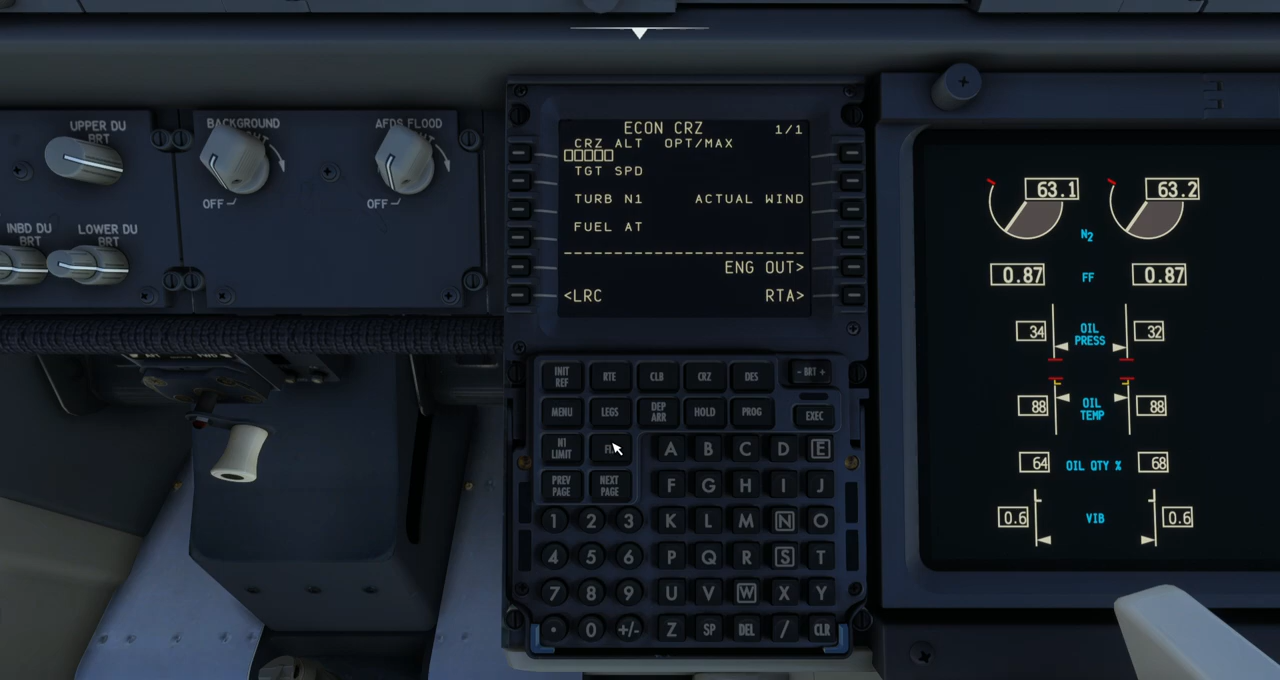 UPPER DU
BRT
BACKGROUND
AFDS FLOOD
OFF
OFF
INBD DU
BRT
LOWER DU
BRT
ECON CRZ 1/1
CRZ ALT OPT/MAX
□□□□□
TGT SPD
TURB N1 ACTUAL WIND
FUEL AT
-----------------------------
ENG OUT>
<LRC RTA>
INIT
REF
RTE
CLB
CRZ
DES
- BRT +
MENU
LEGS
DEP
ARR
HOLD
PROG
EXEC
N1
LIMIT
A B C D E
PREV
PAGE
NEXT
PAGE
F G H I J
1 2 3 K L M N O
4 5 6 P Q R S T
7 8 9 U V W X Y
. 0 +/- Z SP DEL / CLR
63.1 63.2
N2
0.87 FF 0.87
34 OIL
PRESS 32
88 OIL
TEMP 88
64 OIL QTY % 68
0.6 VIB 0.6